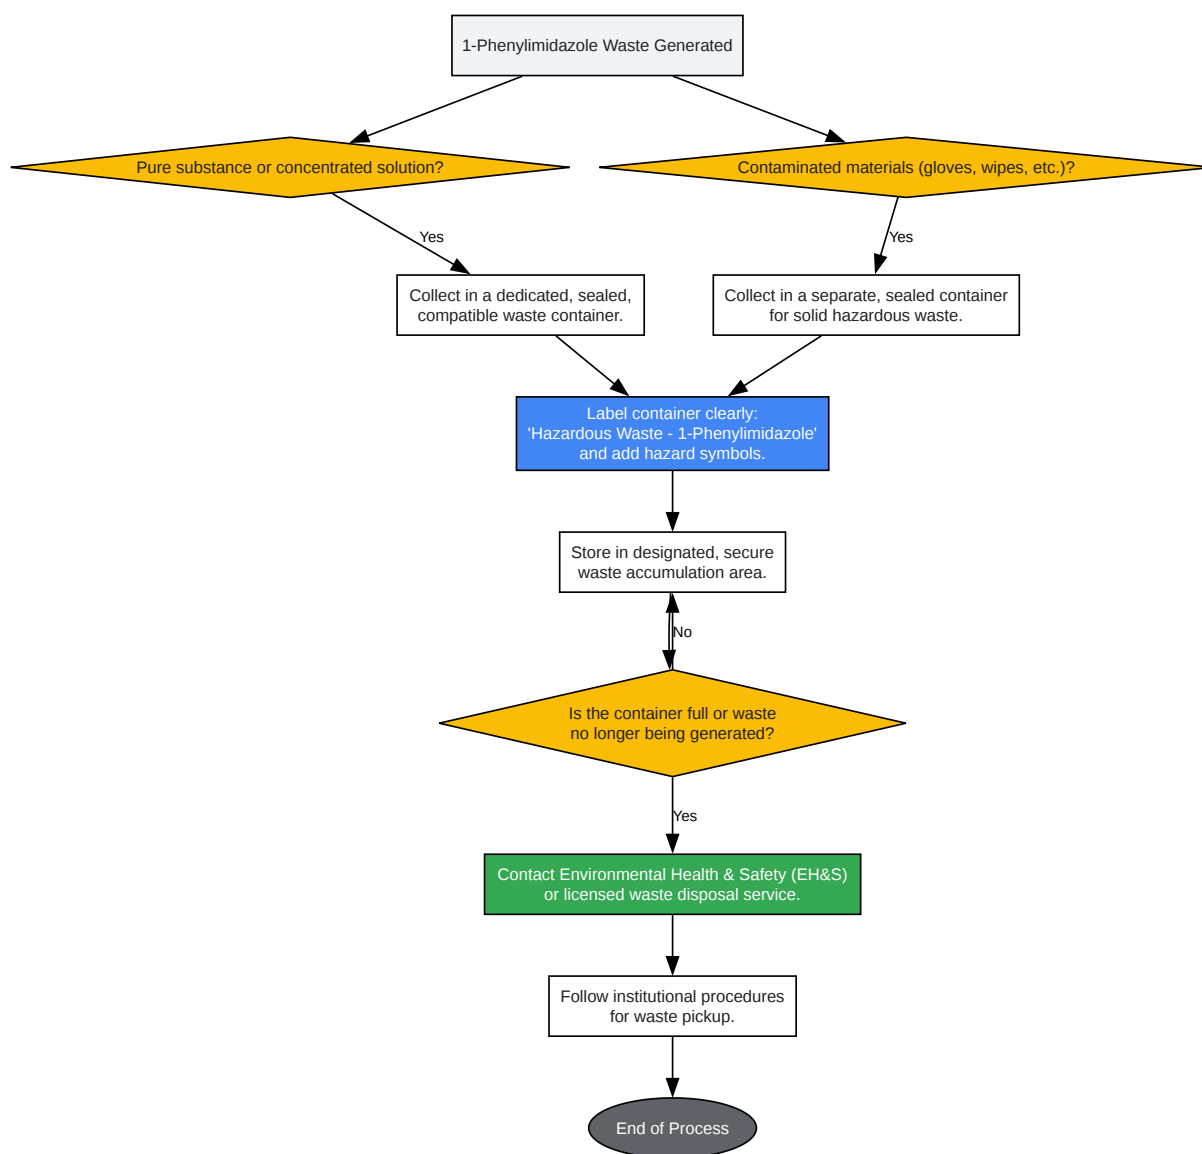 1-Phenylimidazole Waste Generated
Pure substance or concentrated solution?
Contaminated materials (gloves, wipes, etc.)?
Yes
Yes
Collect in a dedicated, sealed,
compatible waste container.
Collect in a separate, sealed container
for solid hazardous waste.
Label container clearly:
'Hazardous Waste - 1-Phenylimidazole'
and add hazard symbols.
Store in designated, secure
waste accumulation area.
No
Is the container full or waste
no longer being generated?
Yes
Contact Environmental Health & Safety (EH&S)
or licensed waste disposal service.
Follow institutional procedures
for waste pickup.
End of Process